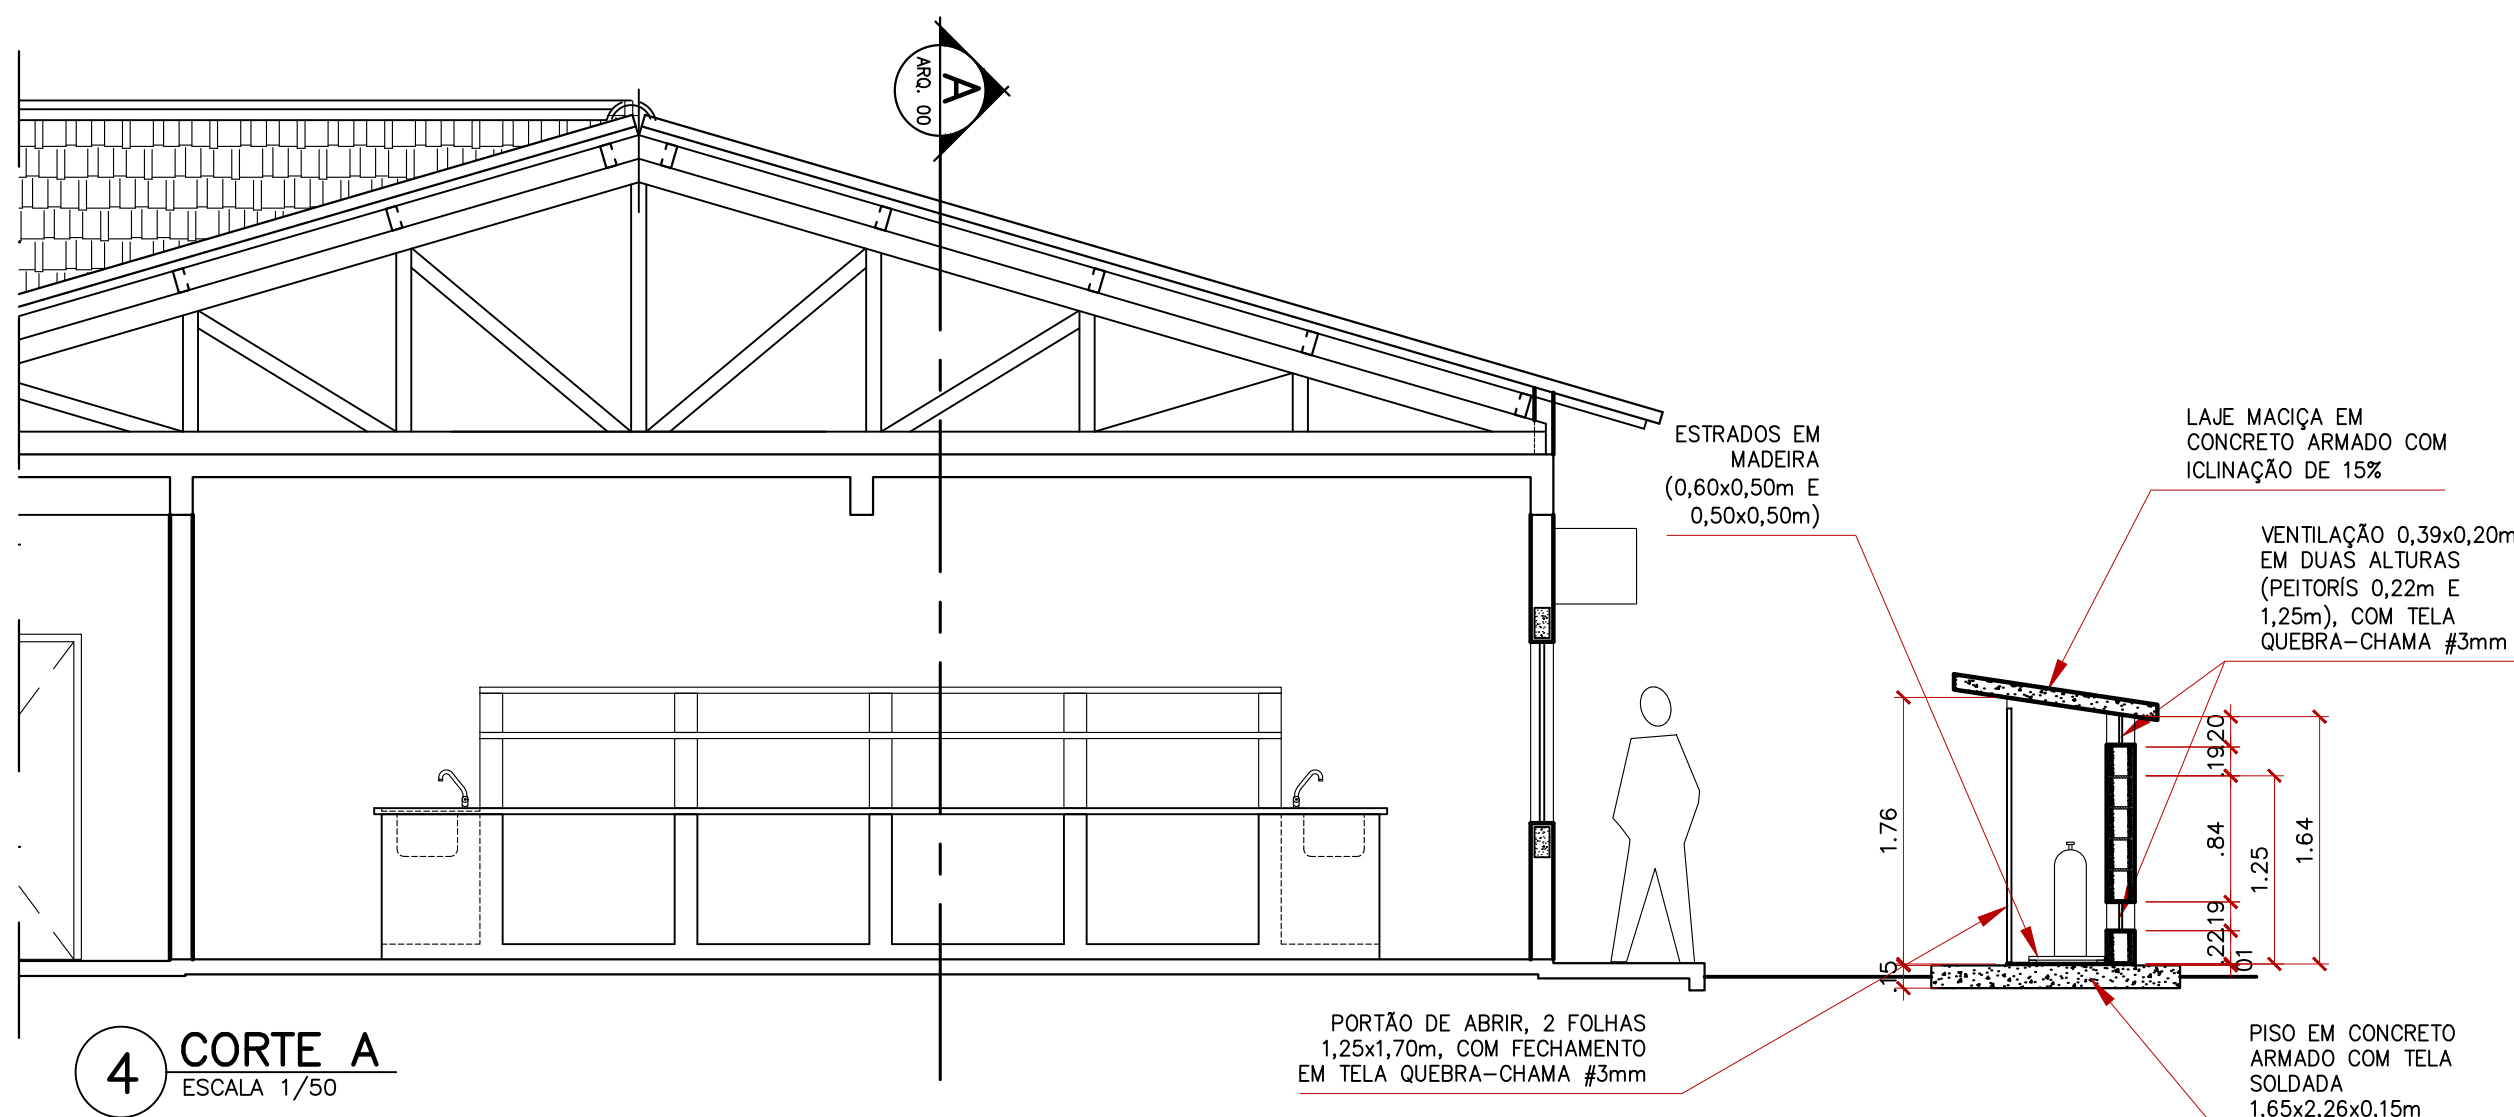 A
ARQ. 00
ESTRADOS EM
MADEIRA
(0,60x0,50m E
0,50x0,50m)
LAJE MACIÇA EM
CONCRETO ARMADO COM
ICLINAÇÃO DE 15%
VENTILAÇÃO 0,39x0,20m
EM DUAS ALTURAS
(PEITORÍS 0,22m E
1,25m), COM TELA
QUEBRA-CHAMA #3mm
1.76
.15
.20
.19
.84
.19
.22
.01
1.25
1.64
PORTÃO DE ABRIR, 2 FOLHAS
1,25x1,70m, COM FECHAMENTO
EM TELA QUEBRA-CHAMA #3mm
PISO EM CONCRETO
ARMADO COM TELA
SOLDADA
1,65x2,26x0,15m
4
CORTE A
ESCALA 1/50